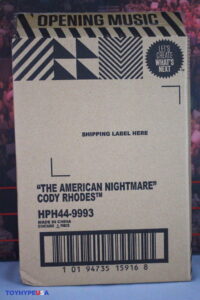 OPENING MUSIC
LET'S
CREATE
WHAT'S
NEXT
SHIPPING LABEL HERE
"THE AMERICAN NIGHTMARE"
CODY RHODES™
HPH44-9993
MADE IN CHINA
1 01 94735 15916 8
TOYHYPEUSA